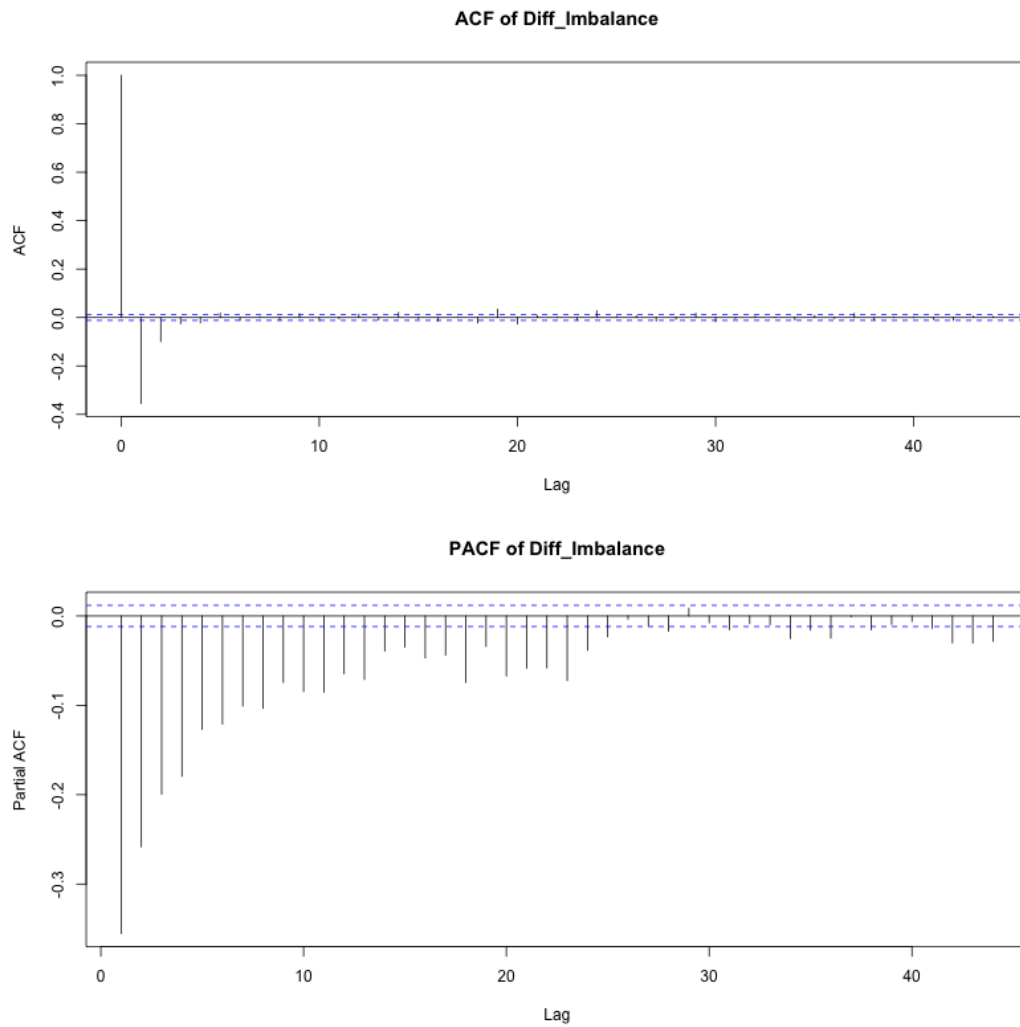 ACF of Diff_Imbalance
ACF
1.0
0.8
0.6
0.4
0.2
0.0
-0.2
-0.4
0 10 20 30 40
Lag
PACF of Diff_Imbalance
Partial ACF
0.0
-0.1
-0.2
-0.3
0 10 20 30 40
Lag